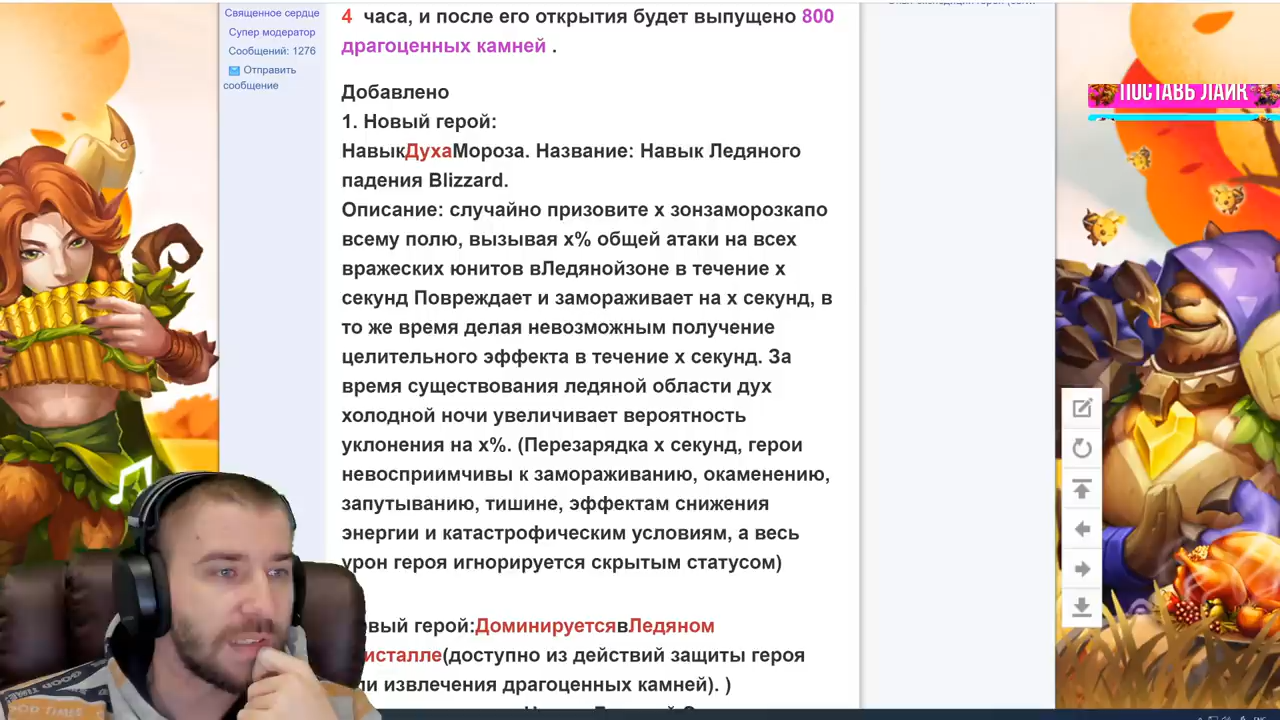 Священное сердце
Супер модератор
Сообщений: 1276
Отправить
сообщение
4 часа, и после его открытия будет выпущено 800
драгоценных камней .
Добавлено
1. Новый герой:
НавыкДухаМороза. Название: Навык Ледяного
падения Blizzard.
Описание: случайно призовите x зонзаморозкапо
всему полю, вызывая x% общей атаки на всех
вражеских юнитов вЛедянойзоне в течение x
секунд Повреждает и замораживает на x секунд, в
то же время делая невозможным получение
целительного эффекта в течение x секунд. За
время существования ледяной области дух
холодной ночи увеличивает вероятность
уклонения на x%. (Перезарядка x секунд, герои
невосприимчивы к замораживанию, окаменению,
запутыванию, тишине, эффектам снижения
энергии и катастрофическим условиям, а весь
урон героя игнорируется скрытым статусом)
вый герой:ДоминируетсявЛедяном
исталле(доступно из действий защиты героя
ли извлечения драгоценных камней). )
ПОСТАВЬ ЛАЙК
GOOD TIMES